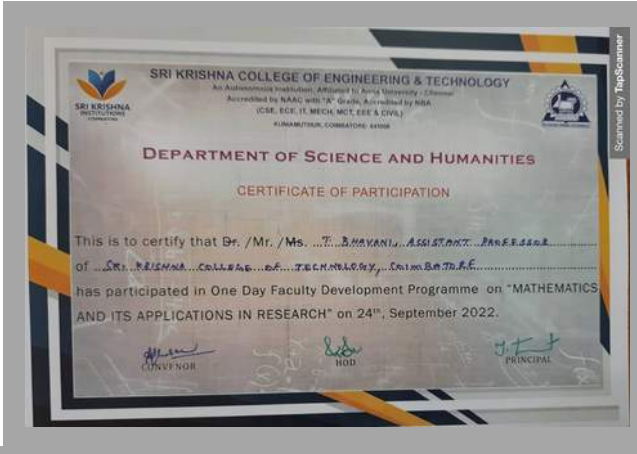 SRI KRISHNA COLLEGE OF ENGINEERING & TECHNOLOGY
An Autonomous Institution, Affiliated to Anna University - Chennai
Accredited by NAAC with "A" Grade, Accredited by NBA
(CSE, ECE, IT, MECH, MCT, EEE & CIVIL)
KUNIAMUTHUR, COIMBATORE 641008
SRI KRISHNA
INSTITUTIONS
COIMBATORE
DEPARTMENT OF SCIENCE AND HUMANITIES
CERTIFICATE OF PARTICIPATION
This is to certify that Dr. /Mr. /Ms. T. BHAVANI, ASSISTANT PROFESSOR
of SRI KRISHNA COLLEGE OF TECHNOLOGY, COIMBATORE
has participated in One Day Faculty Development Programme on "MATHEMATICS
AND ITS APPLICATIONS IN RESEARCH" on 24th, September 2022.
CONVENOR
HOD
PRINCIPAL
Scanned by TapScanner